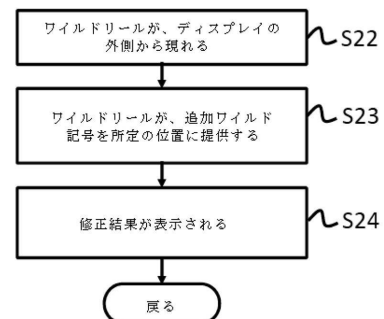 ワイルドリールが、ディスプレイの
外側から現れる
S22
ワイルドリールが、追加ワイルド
記号を所定の位置に提供する
S23
修正結果が表示される
S24
戻る